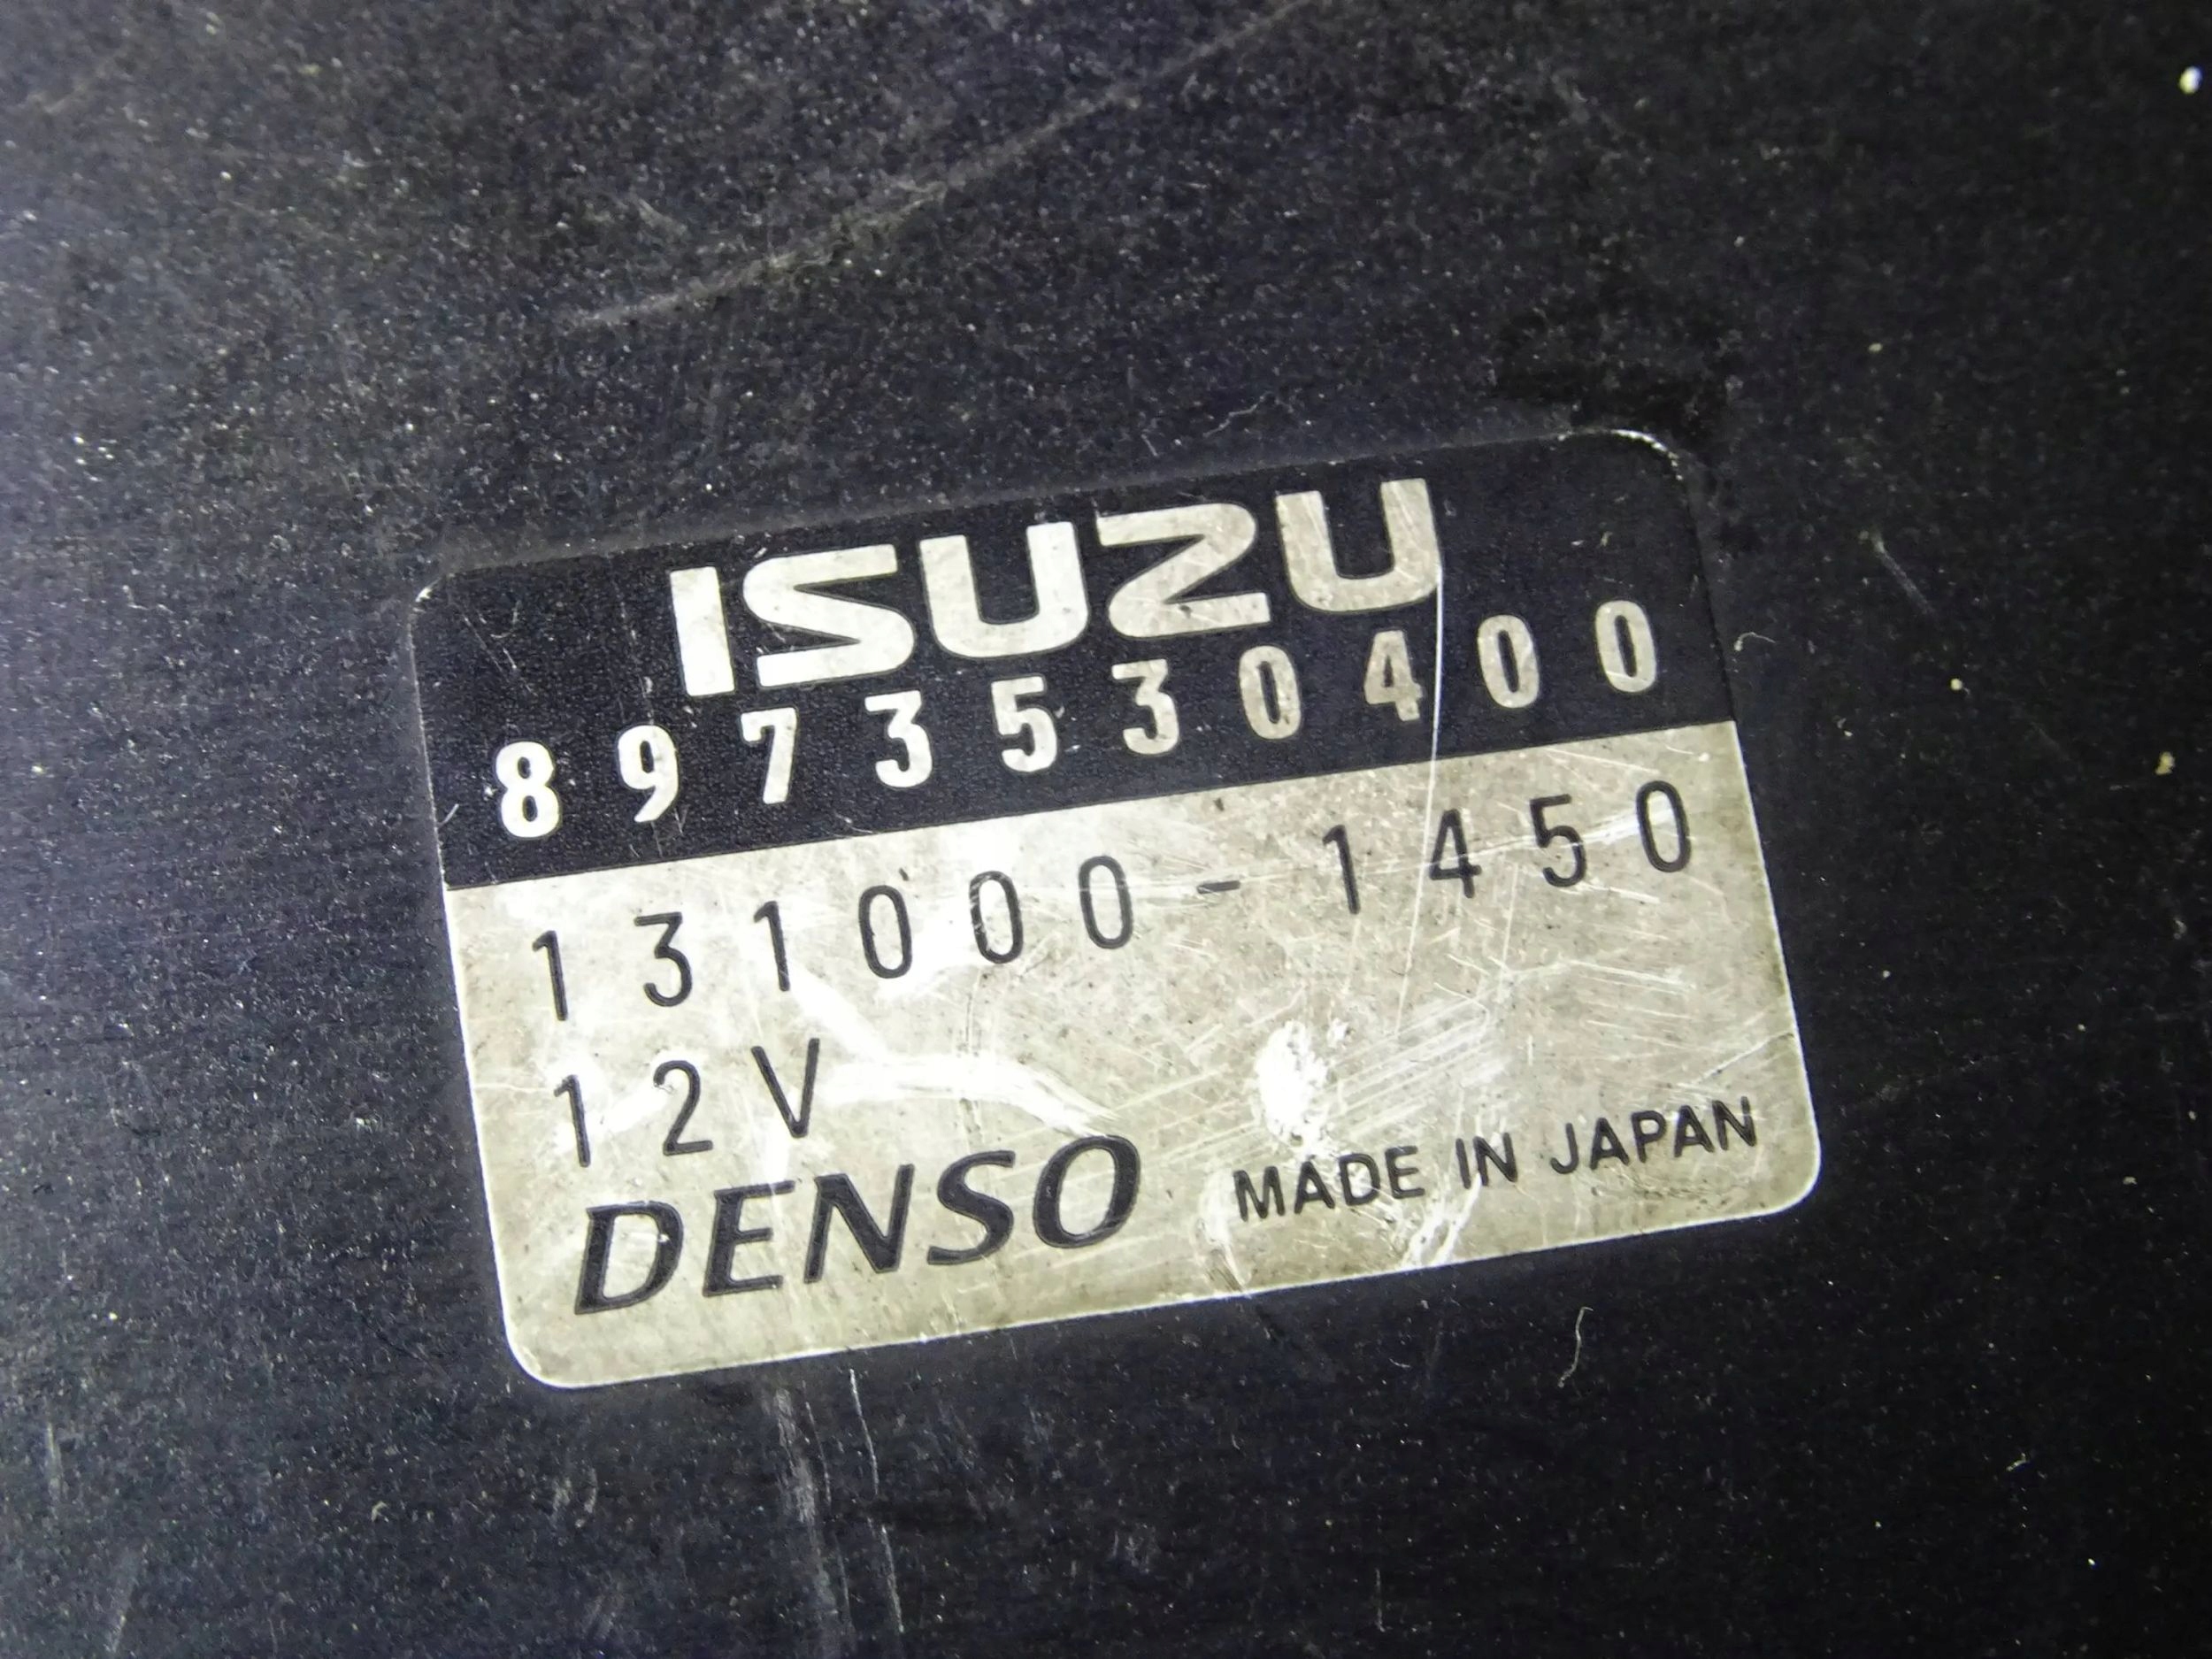 ISUZU
8973530400
131000-1450
12V
DENSO MADE IN JAPAN